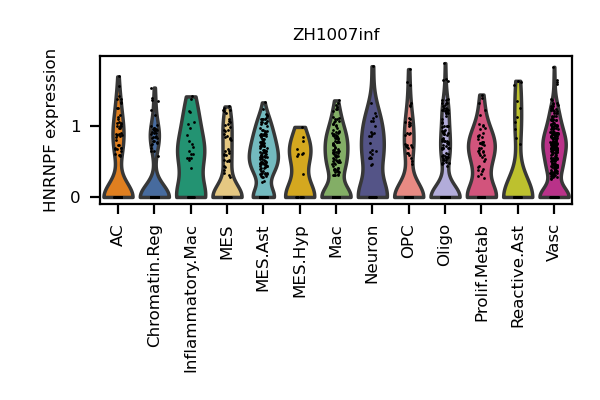 ZH1007inf
HNRNPF expression
1
0
AC
Chromatin.Reg
Inflammatory.Mac
MES
MES.Ast
MES.Hyp
Mac
Neuron
OPC
Oligo
Prolif.Metab
Reactive.Ast
Vasc